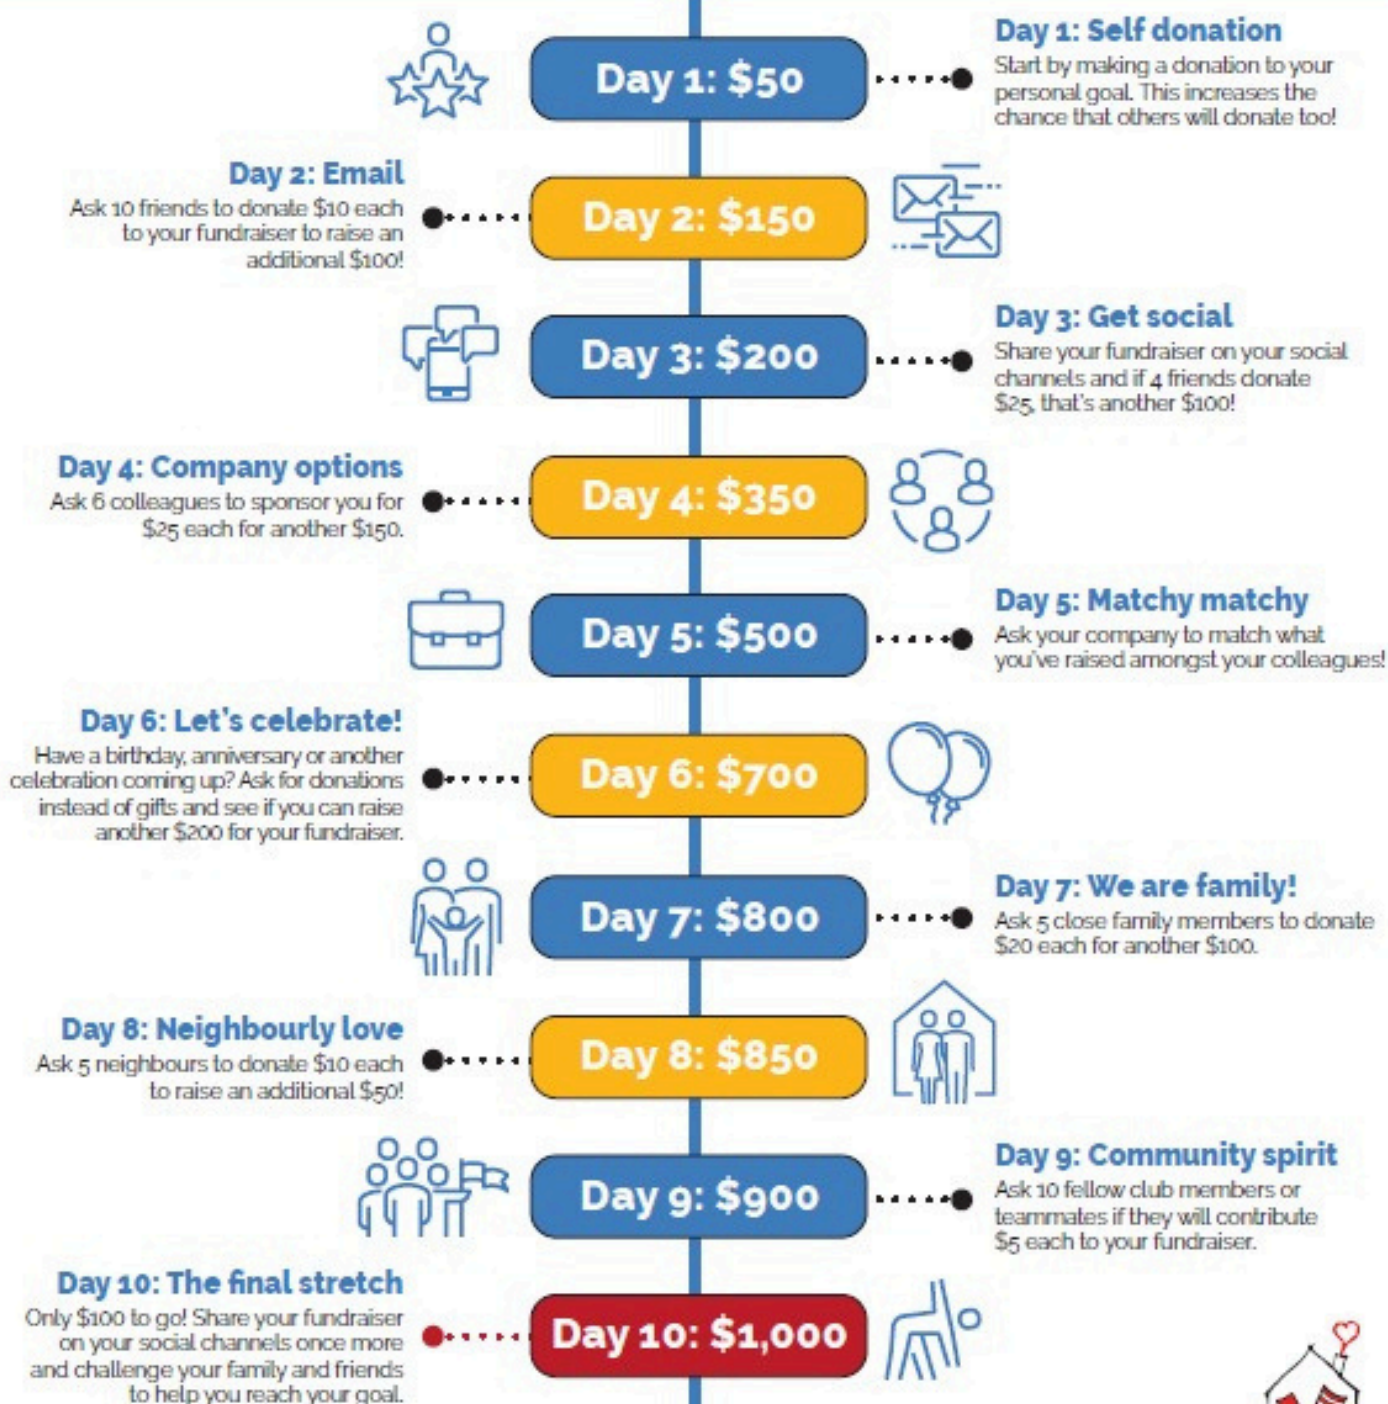 Day 1: $50
Day 1: Self donation
Start by making a donation to your
personal goal. This increases the
chance that others will donate too!
Day 2: Email
Ask 10 friends to donate $10 each
to your fundraiser to raise an
additional $100!
Day 2: $150
Day 3: $200
Day 3: Get social
Share your fundraiser on your social
channels and if 4 friends donate
$25, that's another $100!
Day 4: Company options
Ask 6 colleagues to sponsor you for
$25 each for another $150.
Day 4: $350
Day 5: $500
Day 5: Matchy matchy
Ask your company to match what
you've raised amongst your colleagues!
Day 6: Let's celebrate!
Have a birthday, anniversary or another
celebration coming up? Ask for donations
instead of gifts and see if you can raise
another $200 for your fundraiser.
Day 6: $700
Day 7: $800
Day 7: We are family!
Ask 5 close family members to donate
$20 each for another $100.
Day 8: Neighbourly love
Ask 5 neighbours to donate $10 each
to raise an additional $50!
Day 8: $850
Day 9: $900
Day 9: Community spirit
Ask 10 fellow club members or
teammates if they will contribute
$5 each to your fundraiser.
Day 10: The final stretch
Only $100 to go! Share your fundraiser
on your social channels once more
and challenge your family and friends
to help you reach your goal.
Day 10: $1,000